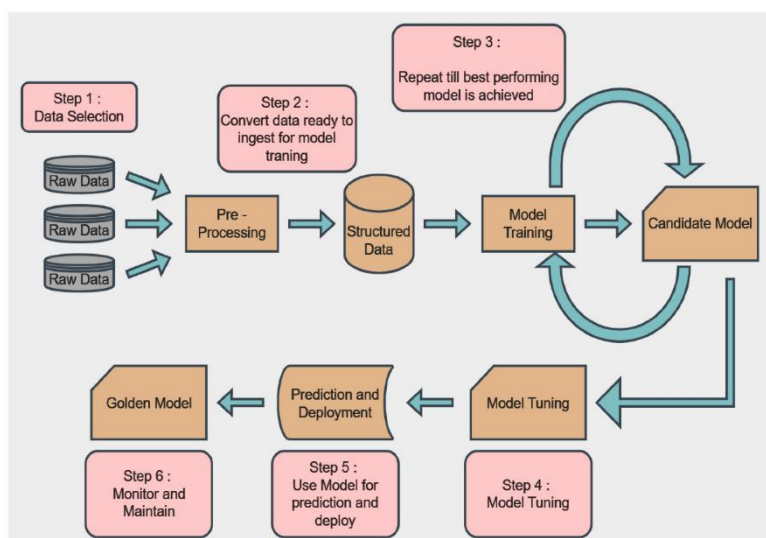 Step 1 :
Data Selection
Step 2 :
Convert data ready to
ingest for model
traning
Step 3 :
Repeat till best performing
model is achieved
Raw Data
Raw Data
Raw Data
Pre -
Processing
Structured
Data
Model
Training
Candidate Model
Golden Model
Prediction and
Deployment
Model Tuning
Step 6 :
Monitor and
Maintain
Step 5 :
Use Model for
prediction and
deploy
Step 4 :
Model Tuning